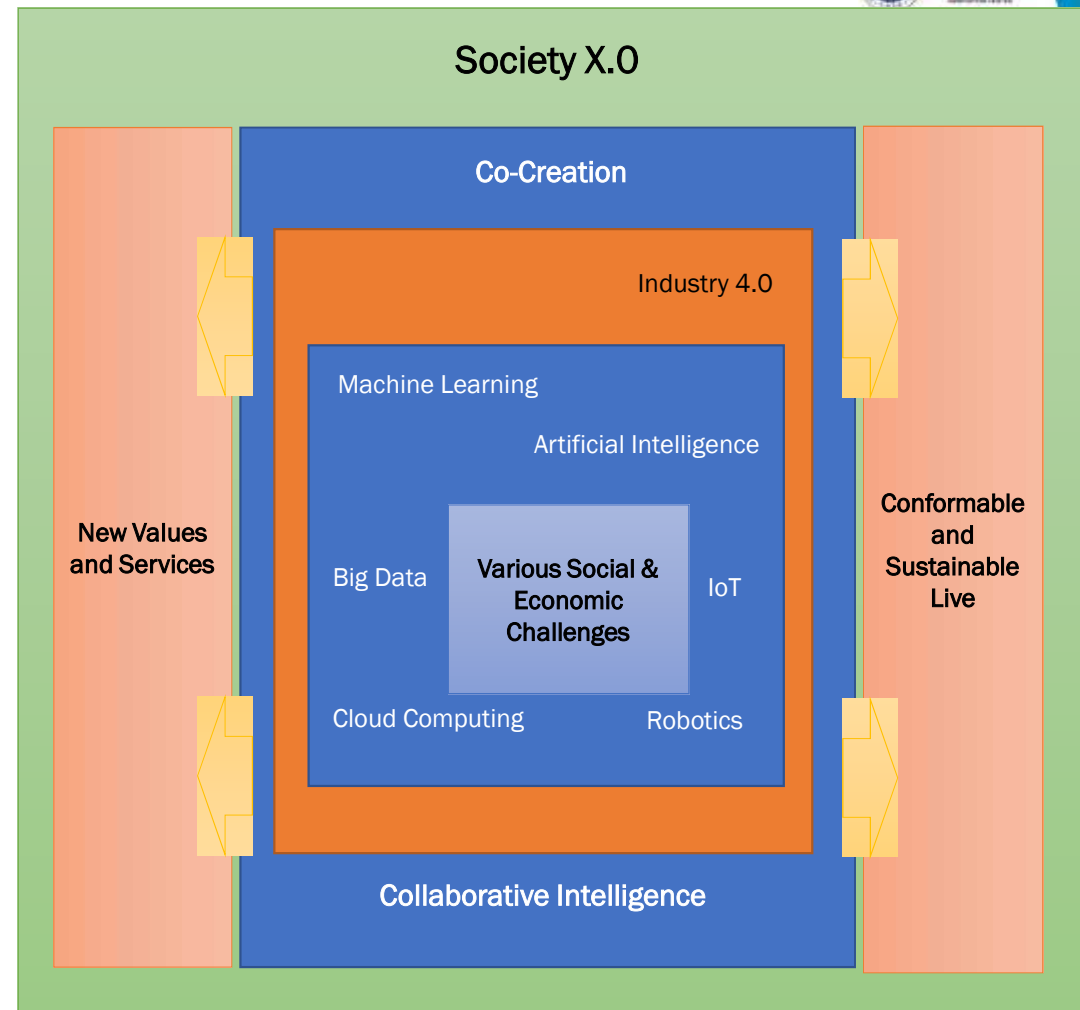 Society X.0
Co-Creation
Industry 4.0
Machine Learning
Artificial Intelligence
New Values
and Services
Big Data
Various Social &
Economic
Challenges
IoT
Conformable
and
Sustainable
Live
Cloud Computing
Robotics
Collaborative Intelligence